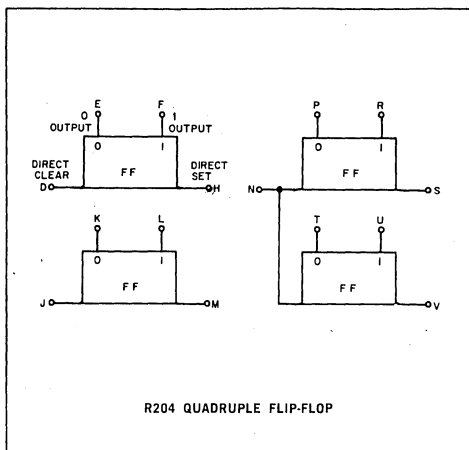 E F
0 OUTPUT 1 OUTPUT
0 1
DIRECT CLEAR FF DIRECT SET
D H
P R
0 1
FF
N S
K L
0 1
FF
J M
T U
0 1
FF
V
R204 QUADRUPLE FLIP-FLOP